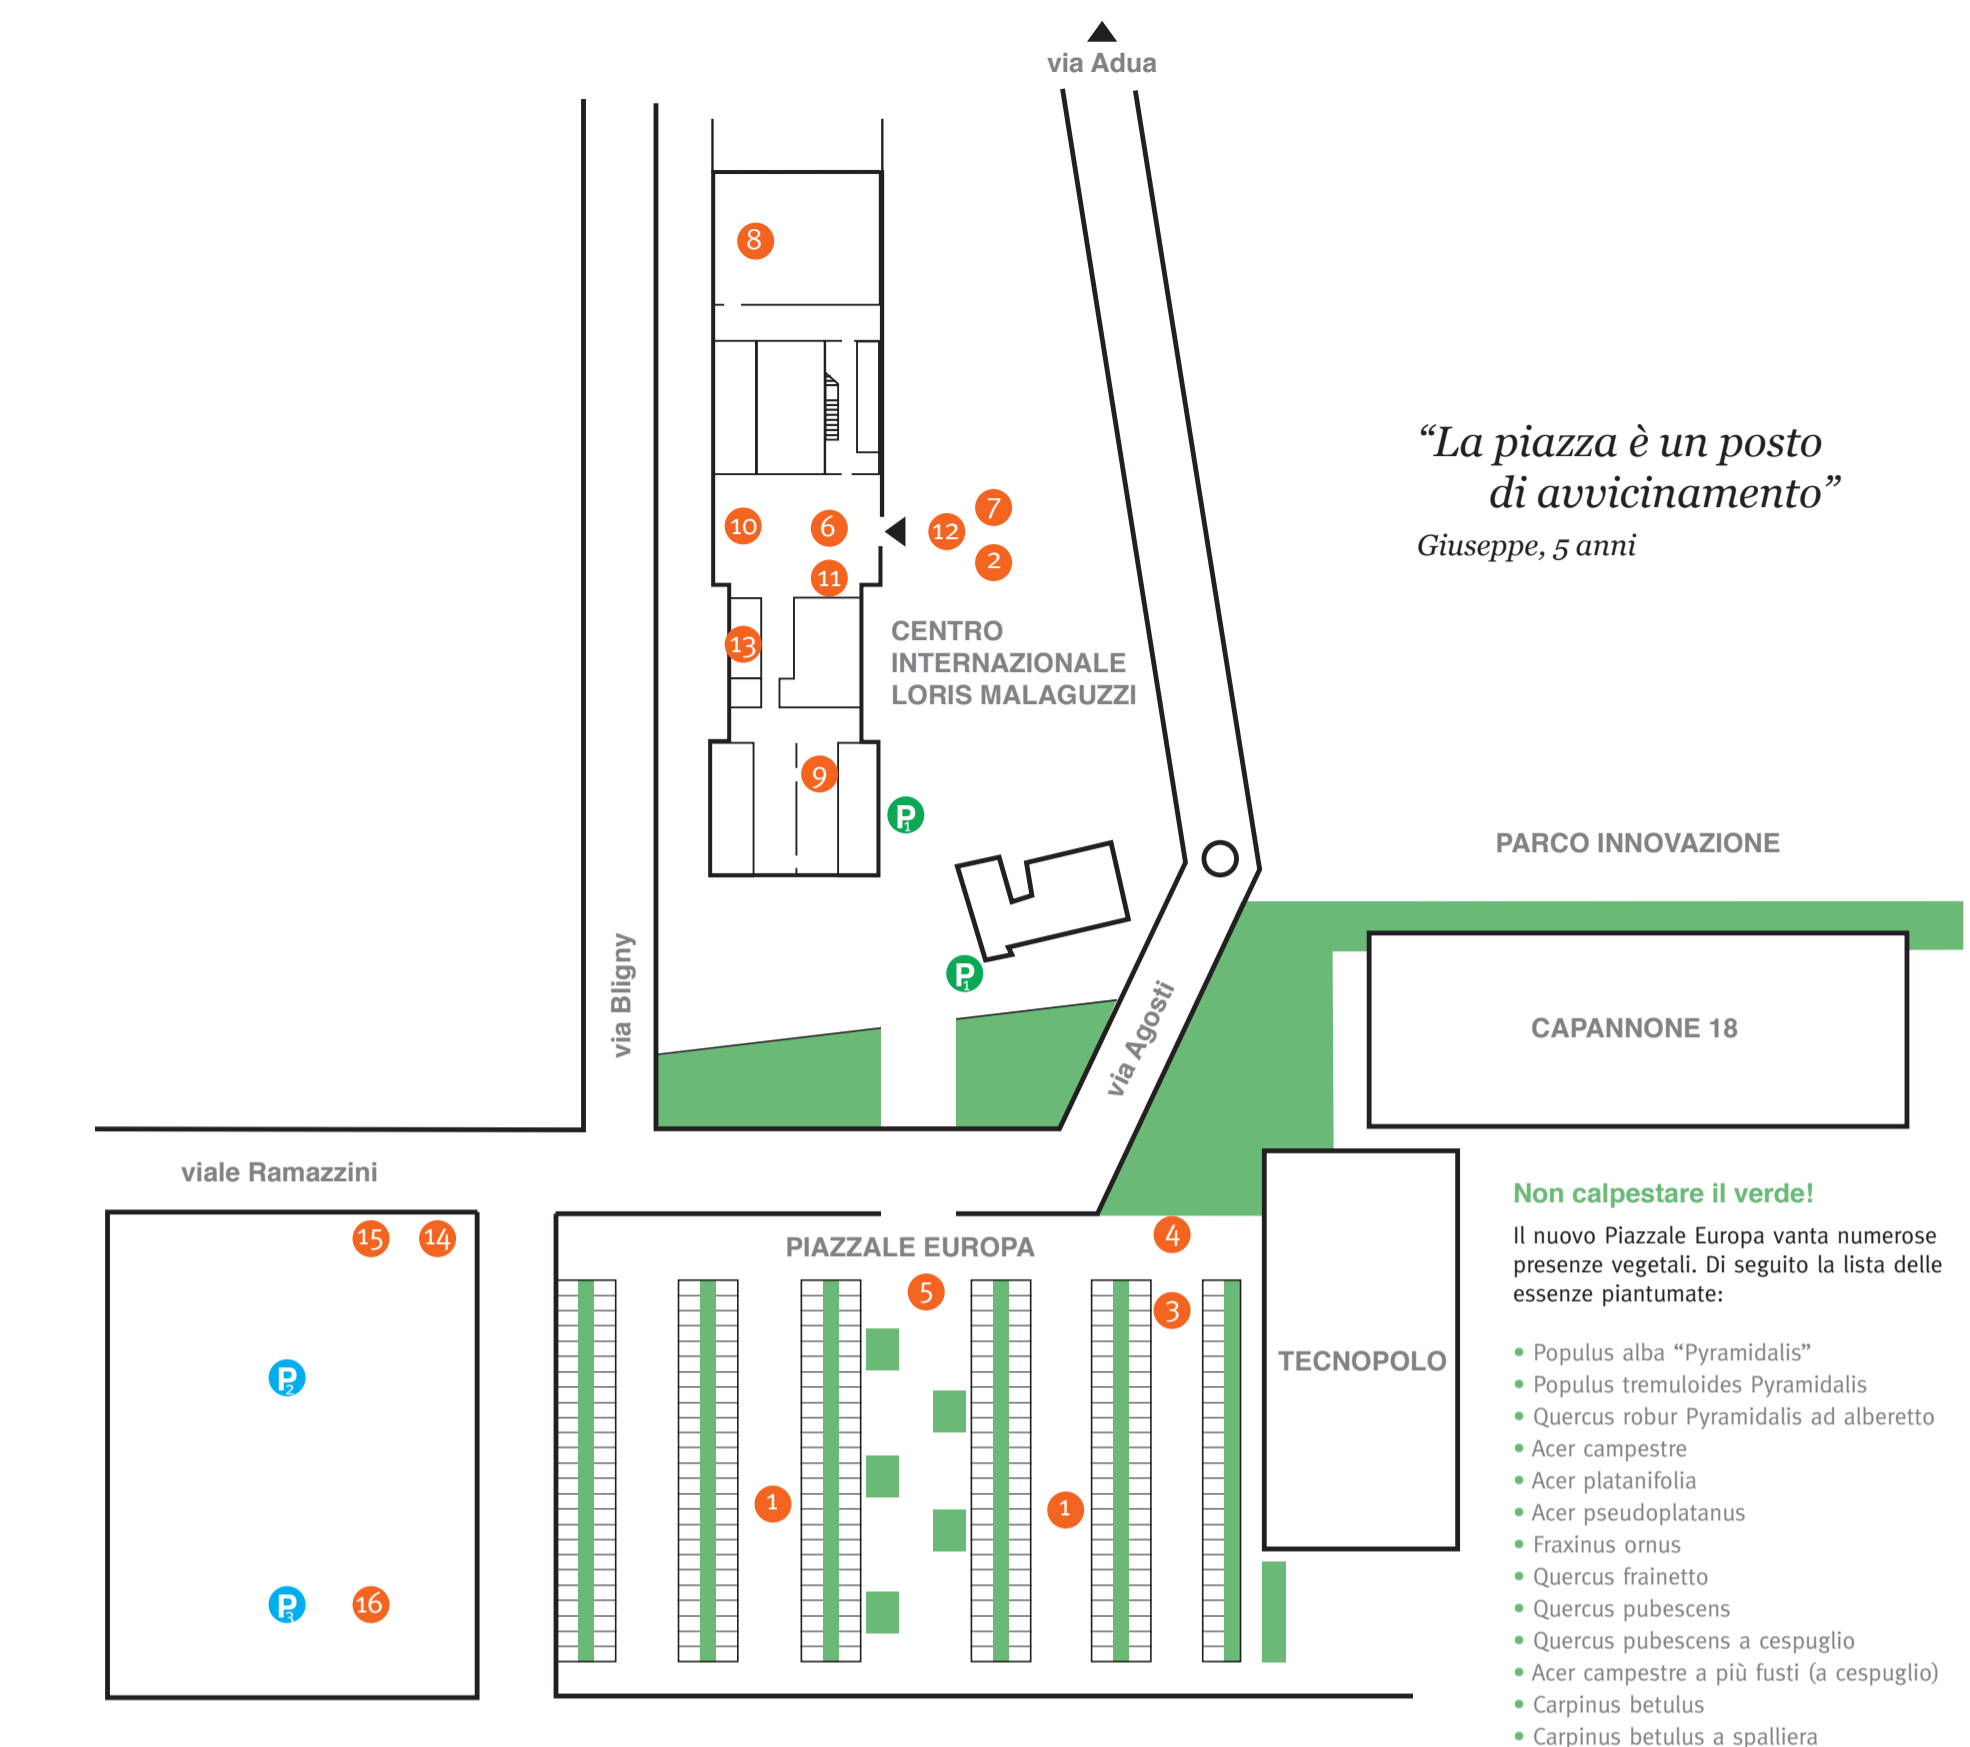 via Adua
8
"La piazza è un posto
di avvicinamento"
Giuseppe, 5 anni
7
10
6
12
2
11
CENTRO
INTERNAZIONALE
LORIS MALAGUZZI
13
9
P1
PARCO INNOVAZIONE
P1
via Bligny
via Agosti
CAPANNONE 18
viale Ramazzini
15
14
PIAZZALE EUROPA
4
5
3
TECNOPOLO
P2
1
1
P3
16
Non calpestare il verde!
Il nuovo Piazzale Europa vanta numerose
presenze vegetali. Di seguito la lista delle
essenze piantumate:
• Populus alba “Pyramidalis”
• Populus tremuloides Pyramidalis
• Quercus robur Pyramidalis ad alberetto
• Acer campestre
• Acer platanifolia
• Acer pseudoplatanus
• Fraxinus ornus
• Quercus frainetto
• Quercus pubescens
• Quercus pubescens a cespuglio
• Acer campestre a più fusti (a cespuglio)
• Carpinus betulus
• Carpinus betulus a spalliera